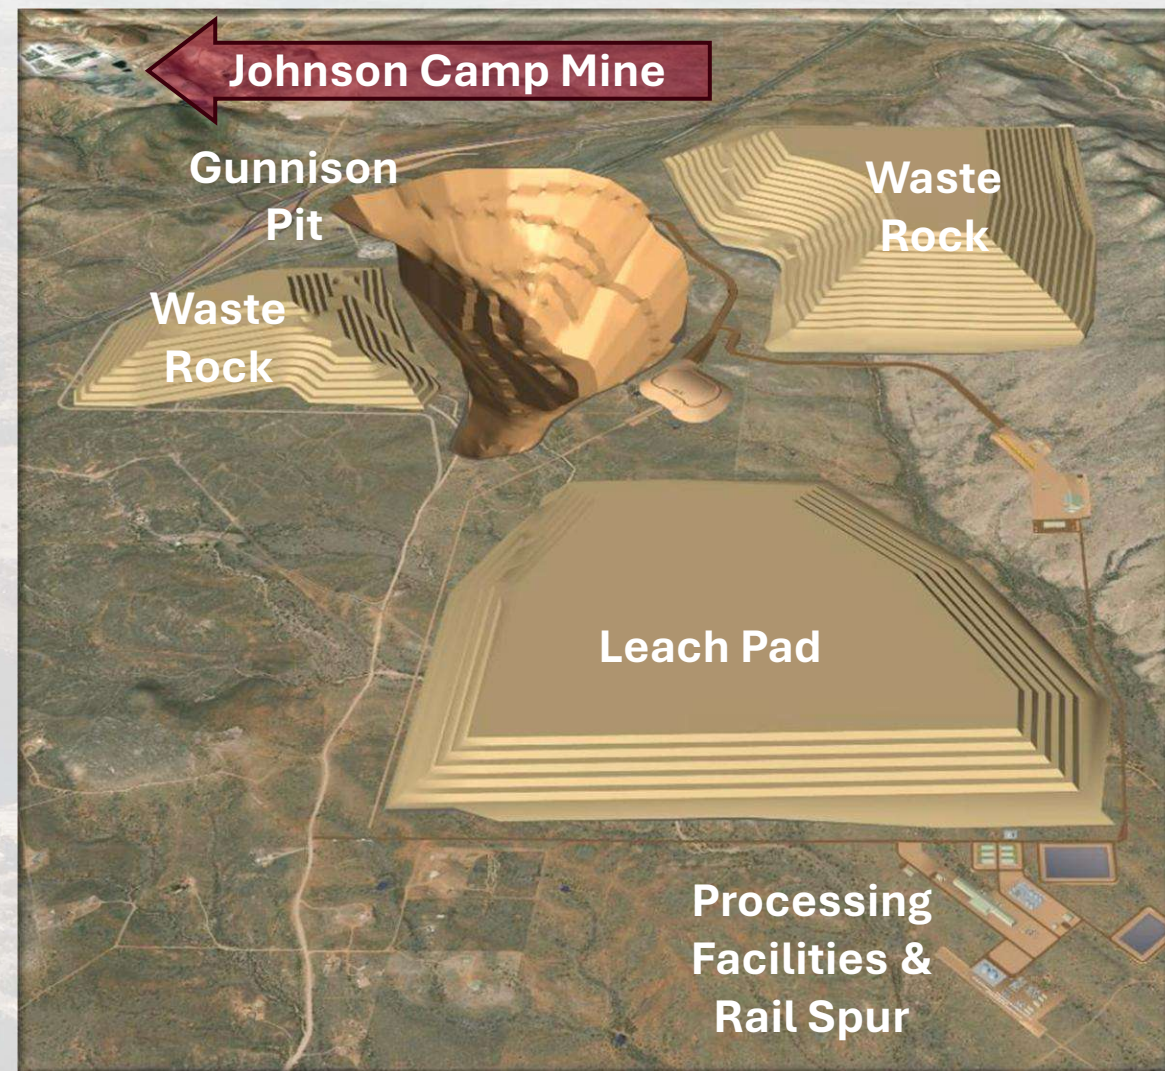 Johnson Camp Mine
Gunnison
Pit
Waste
Rock
Waste
Rock
Leach Pad
Processing
Facilities &
Rail Spur